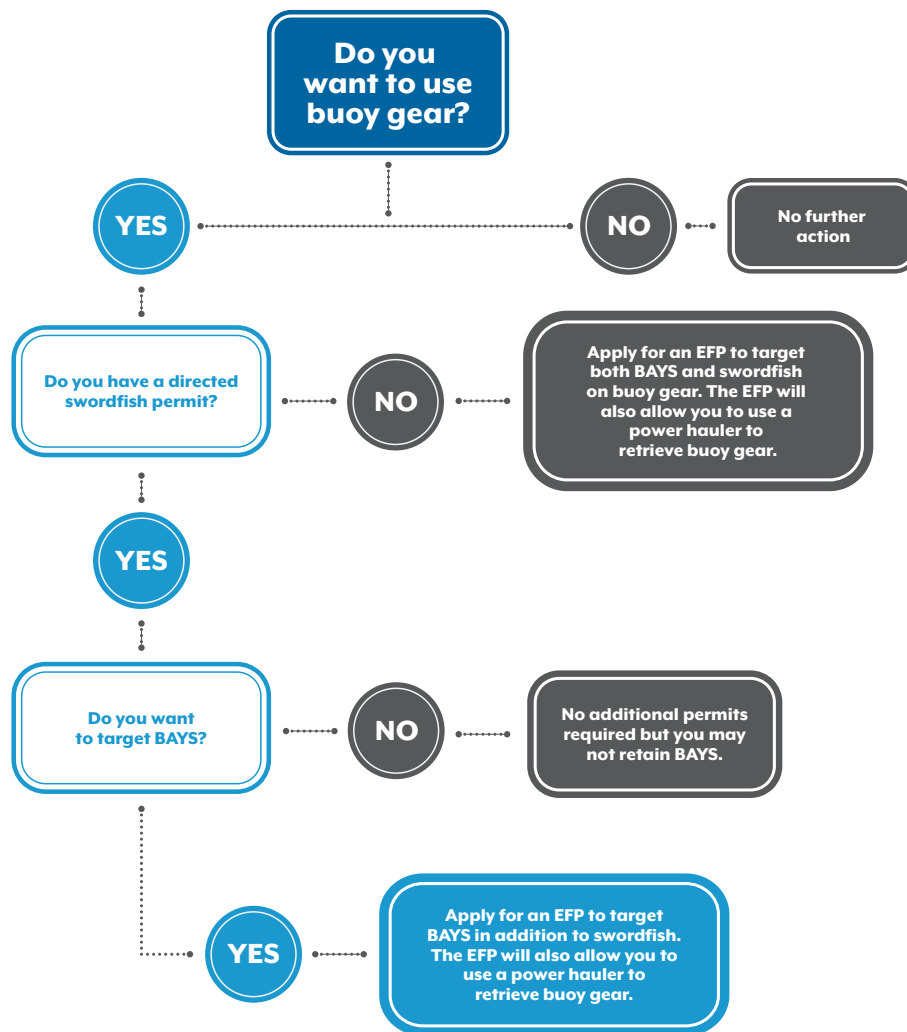 Do you
want to use
buoy gear?
YES
NO
No further
action
Do you have a directed
swordfish permit?
NO
Apply for an EFP to target
both BAYS and swordfish
on buoy gear. The EFP will
also allow you to use a
power hauler to
retrieve buoy gear.
YES
Do you want
to target BAYS?
NO
No additional permits
required but you may
not retain BAYS.
YES
Apply for an EFP to target
BAYS in addition to swordfish.
The EFP will also allow you to
use a power hauler to
retrieve buoy gear.